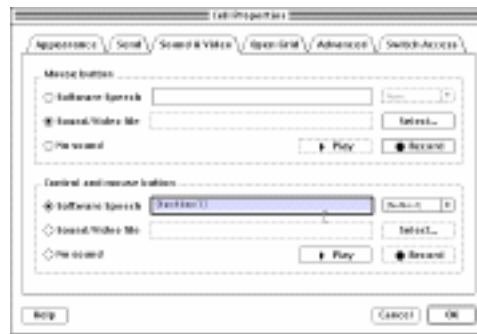 Cell Properties
Appearance Send Sound & Video Open Grid Advanced Switch Access
Mouse button
Software Speech
Sound/Video file Select...
No sound Play Record
Control and mouse button
Software Speech
Sound/Video file Select...
No sound Play Record
Help Cancel OK